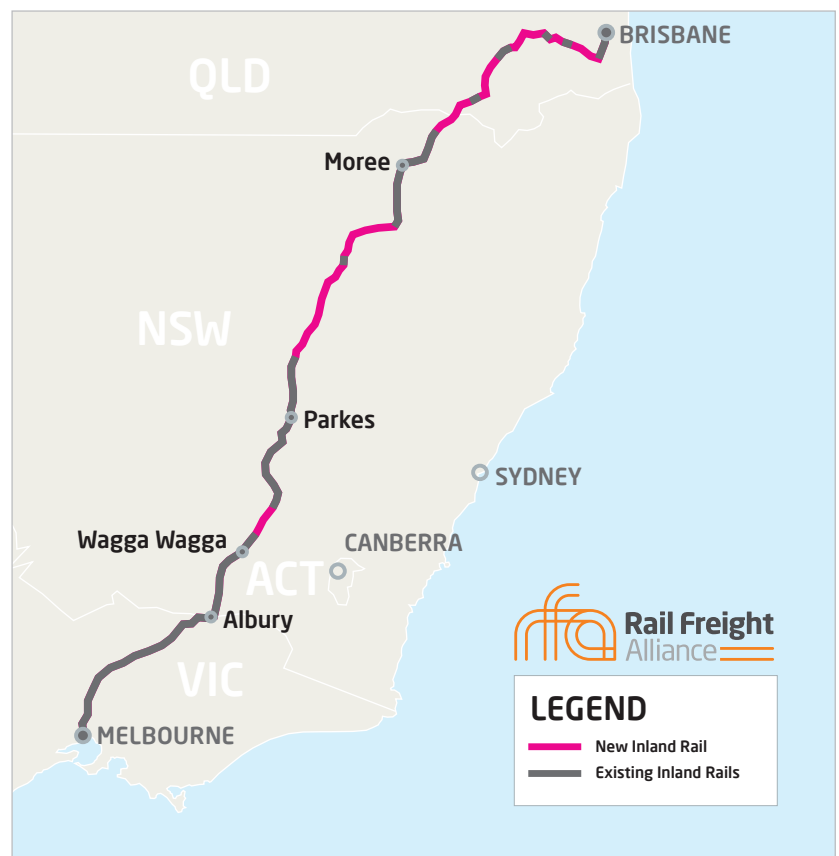 BRISBANE
QLD
Moree
NSW
Parkes
SYDNEY
Wagga Wagga
CANBERRA
ACT
Albury
rfa Rail Freight
Alliance
VIC
LEGEND
MELBOURNE
New Inland Rail
Existing Inland Rails